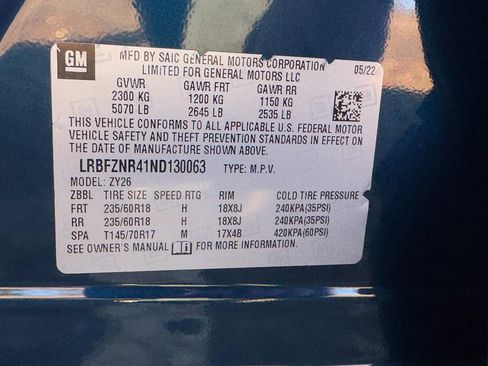 GM
MFD BY SAIC GENERAL MOTORS CORPORATION
LIMITED FOR GENERAL MOTORS LLC
05/22
GVWR GAWR FRT GAWR RR
2300 KG 1200 KG 1150 KG
5070 LB 2645 LB 2535 LB
THIS VEHICLE CONFORMS TO ALL APPLICABLE U.S. FEDERAL MOTOR
VEHICLE SAFETY AND THEFT PREVENTION STANDARDS IN EFFECT ON
THE DATE OF MANUFACTURE SHOWN ABOVE.
LRBFZNR41ND130063 TYPE: M.P.V.
MODEL: ZY26
ZBBL TIRE SIZE SPEED RTG RIM COLD TIRE PRESSURE
FRT 235/60R18 H 18X8J 240KPA(35PSI)
RR 235/60R18 H 18X8J 240KPA(35PSI)
SPA T145/70R17 M 17X4B 420KPA(60PSI)
SEE OWNER'S MANUAL i FOR MORE INFORMATION.